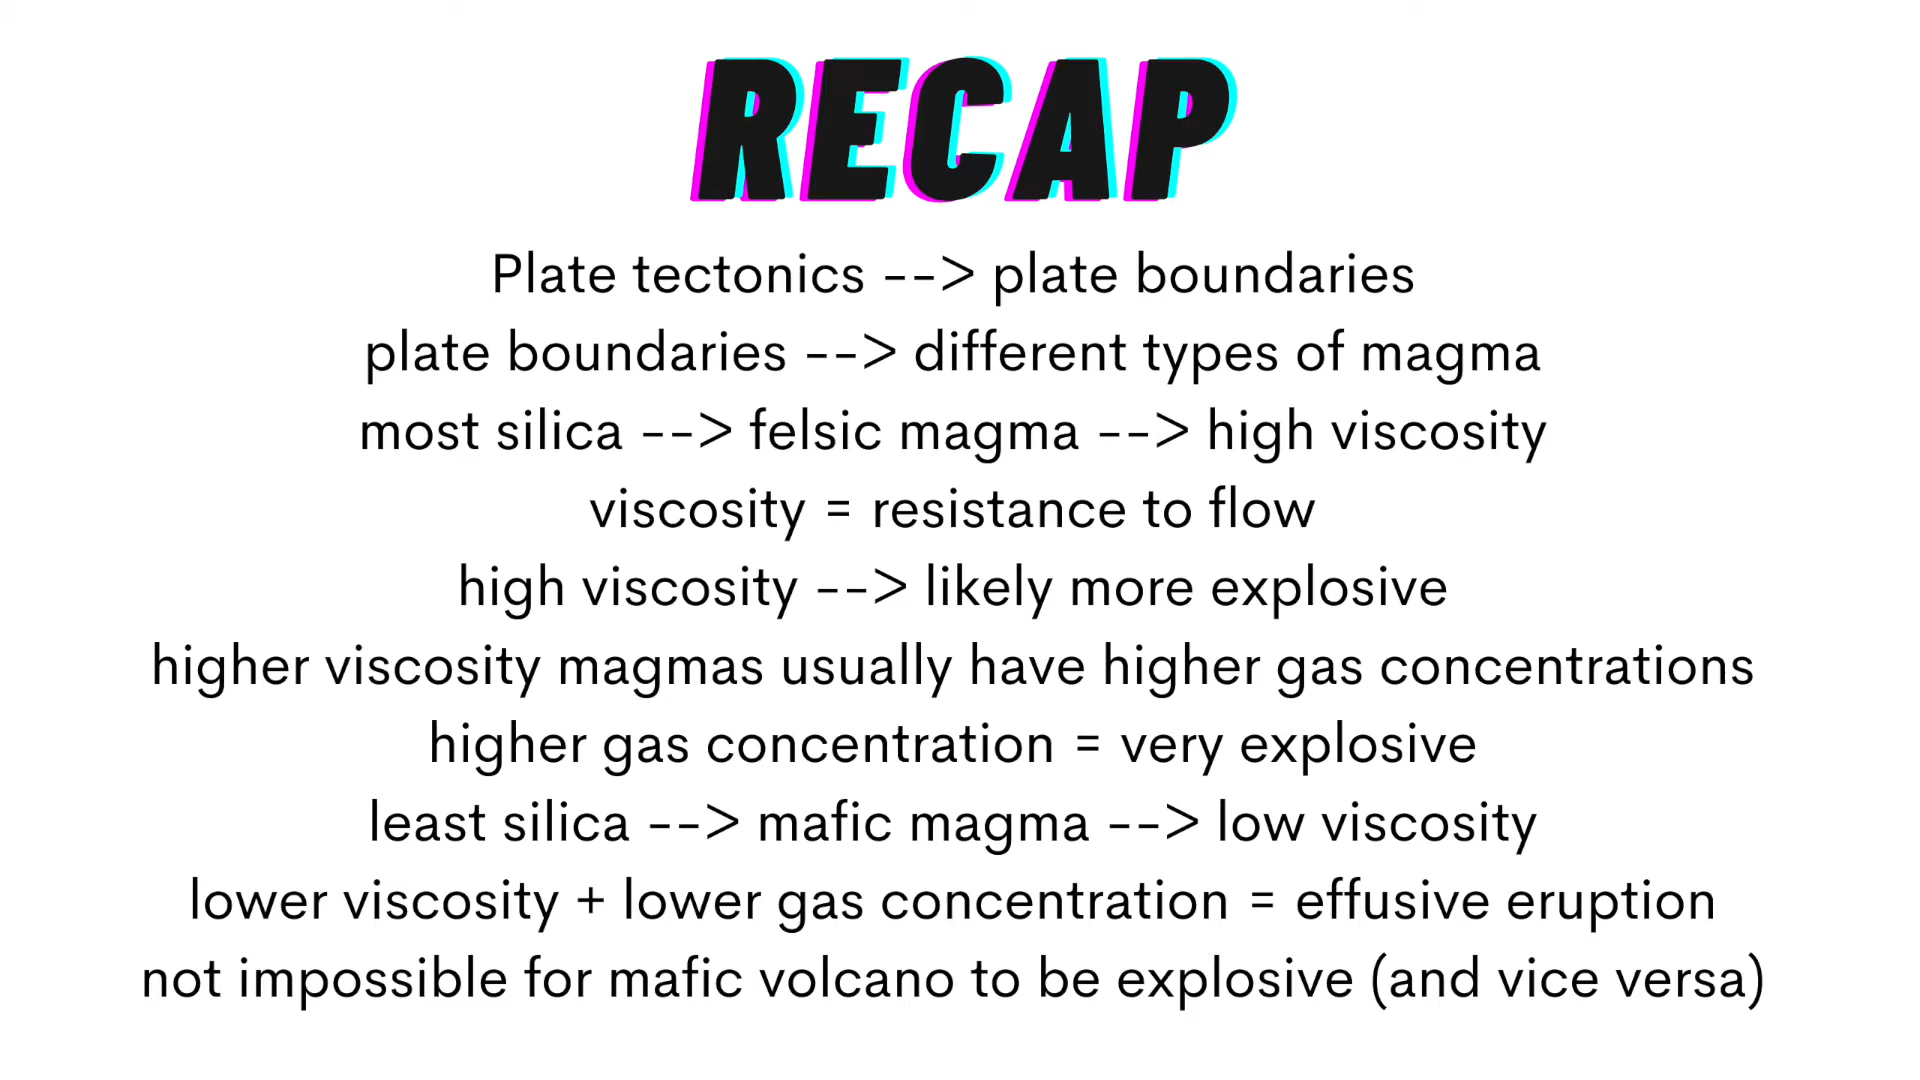 RECAP
Plate tectonics --> plate boundaries
plate boundaries --> different types of magma
most silica --> felsic magma --> high viscosity
viscosity = resistance to flow
high viscosity --> likely more explosive
higher viscosity magmas usually have higher gas concentrations
higher gas concentration = very explosive
least silica --> mafic magma --> low viscosity
lower viscosity + lower gas concentration = effusive eruption
not impossible for mafic volcano to be explosive (and vice versa)